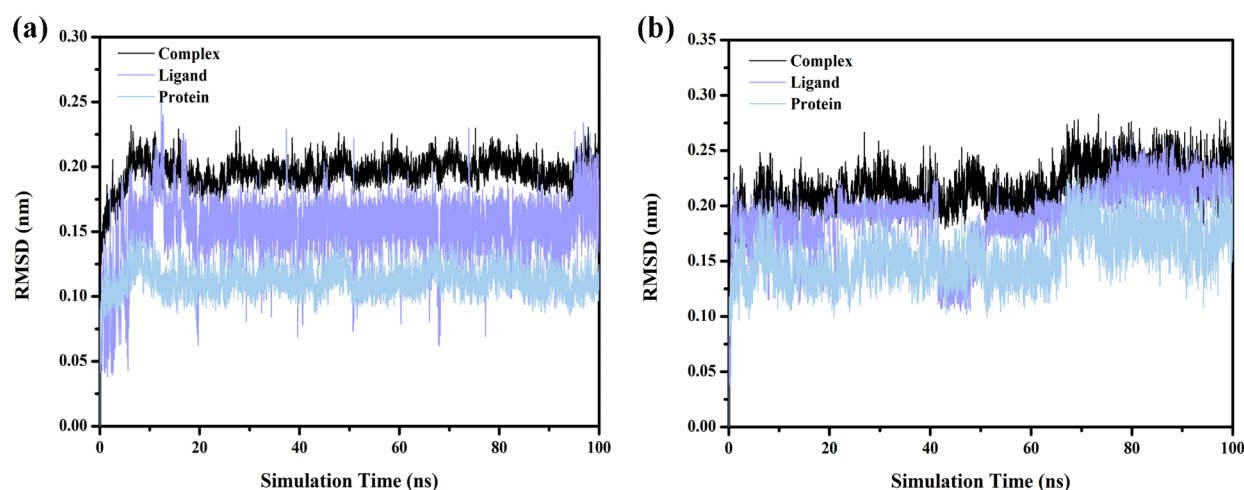 (a)
RMSD (nm)
0.30
0.25
0.20
0.15
0.10
0.05
0.00
Complex
Ligand
Protein
0
20
40
60
80
100
Simulation Time (ns)
(b)
RMSD (nm)
0.35
0.30
0.25
0.20
0.15
0.10
0.05
0.00
Complex
Ligand
Protein
0
20
40
60
80
100
Simulation Time (ns)